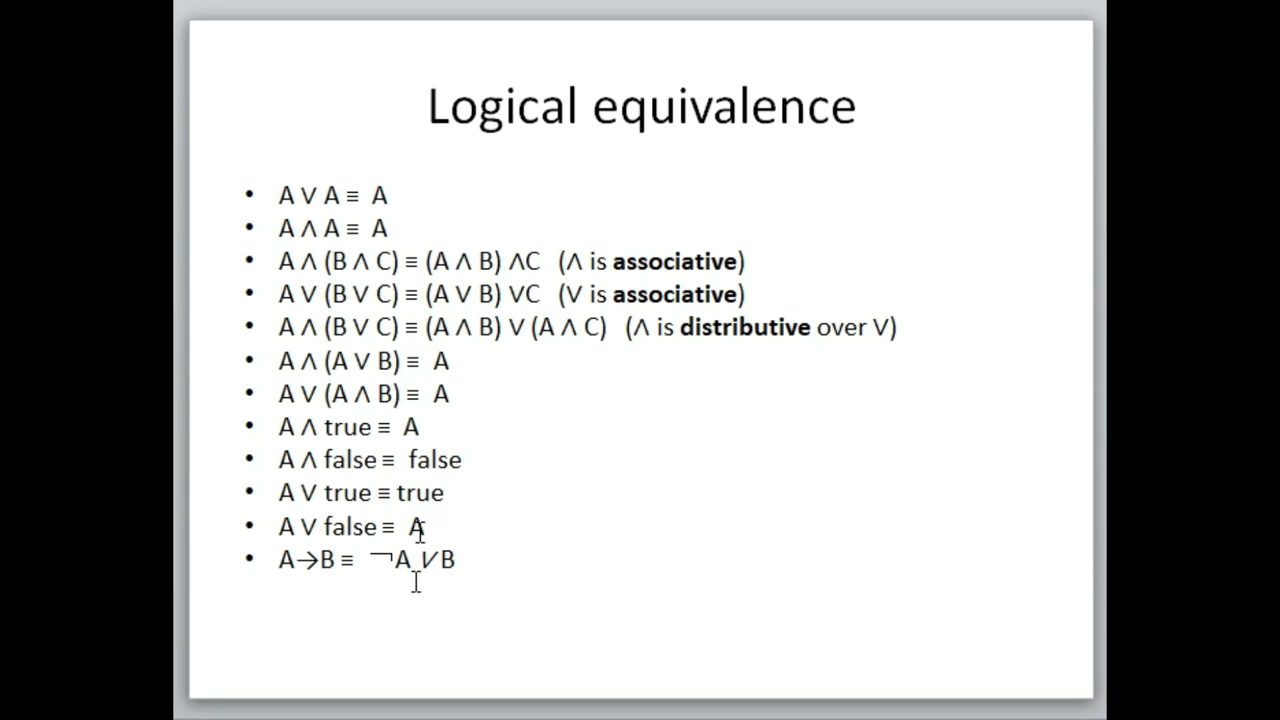 Logical equivalence
• A ∨ A ≡ A
• A ∧ A ≡ A
• A ∧ (B ∧ C) ≡ (A ∧ B) ∧C (∧ is associative)
• A ∨ (B ∨ C) ≡ (A ∨ B) ∨C (∨ is associative)
• A ∧ (B ∨ C) ≡ (A ∧ B) ∨ (A ∧ C) (∧ is distributive over ∨)
• A ∧ (A ∨ B) ≡ A
• A ∨ (A ∧ B) ≡ A
• A ∧ true ≡ A
• A ∧ false ≡ false
• A ∨ true ≡ true
• A ∨ false ≡ A
• A→B ≡ ¬A ∨B